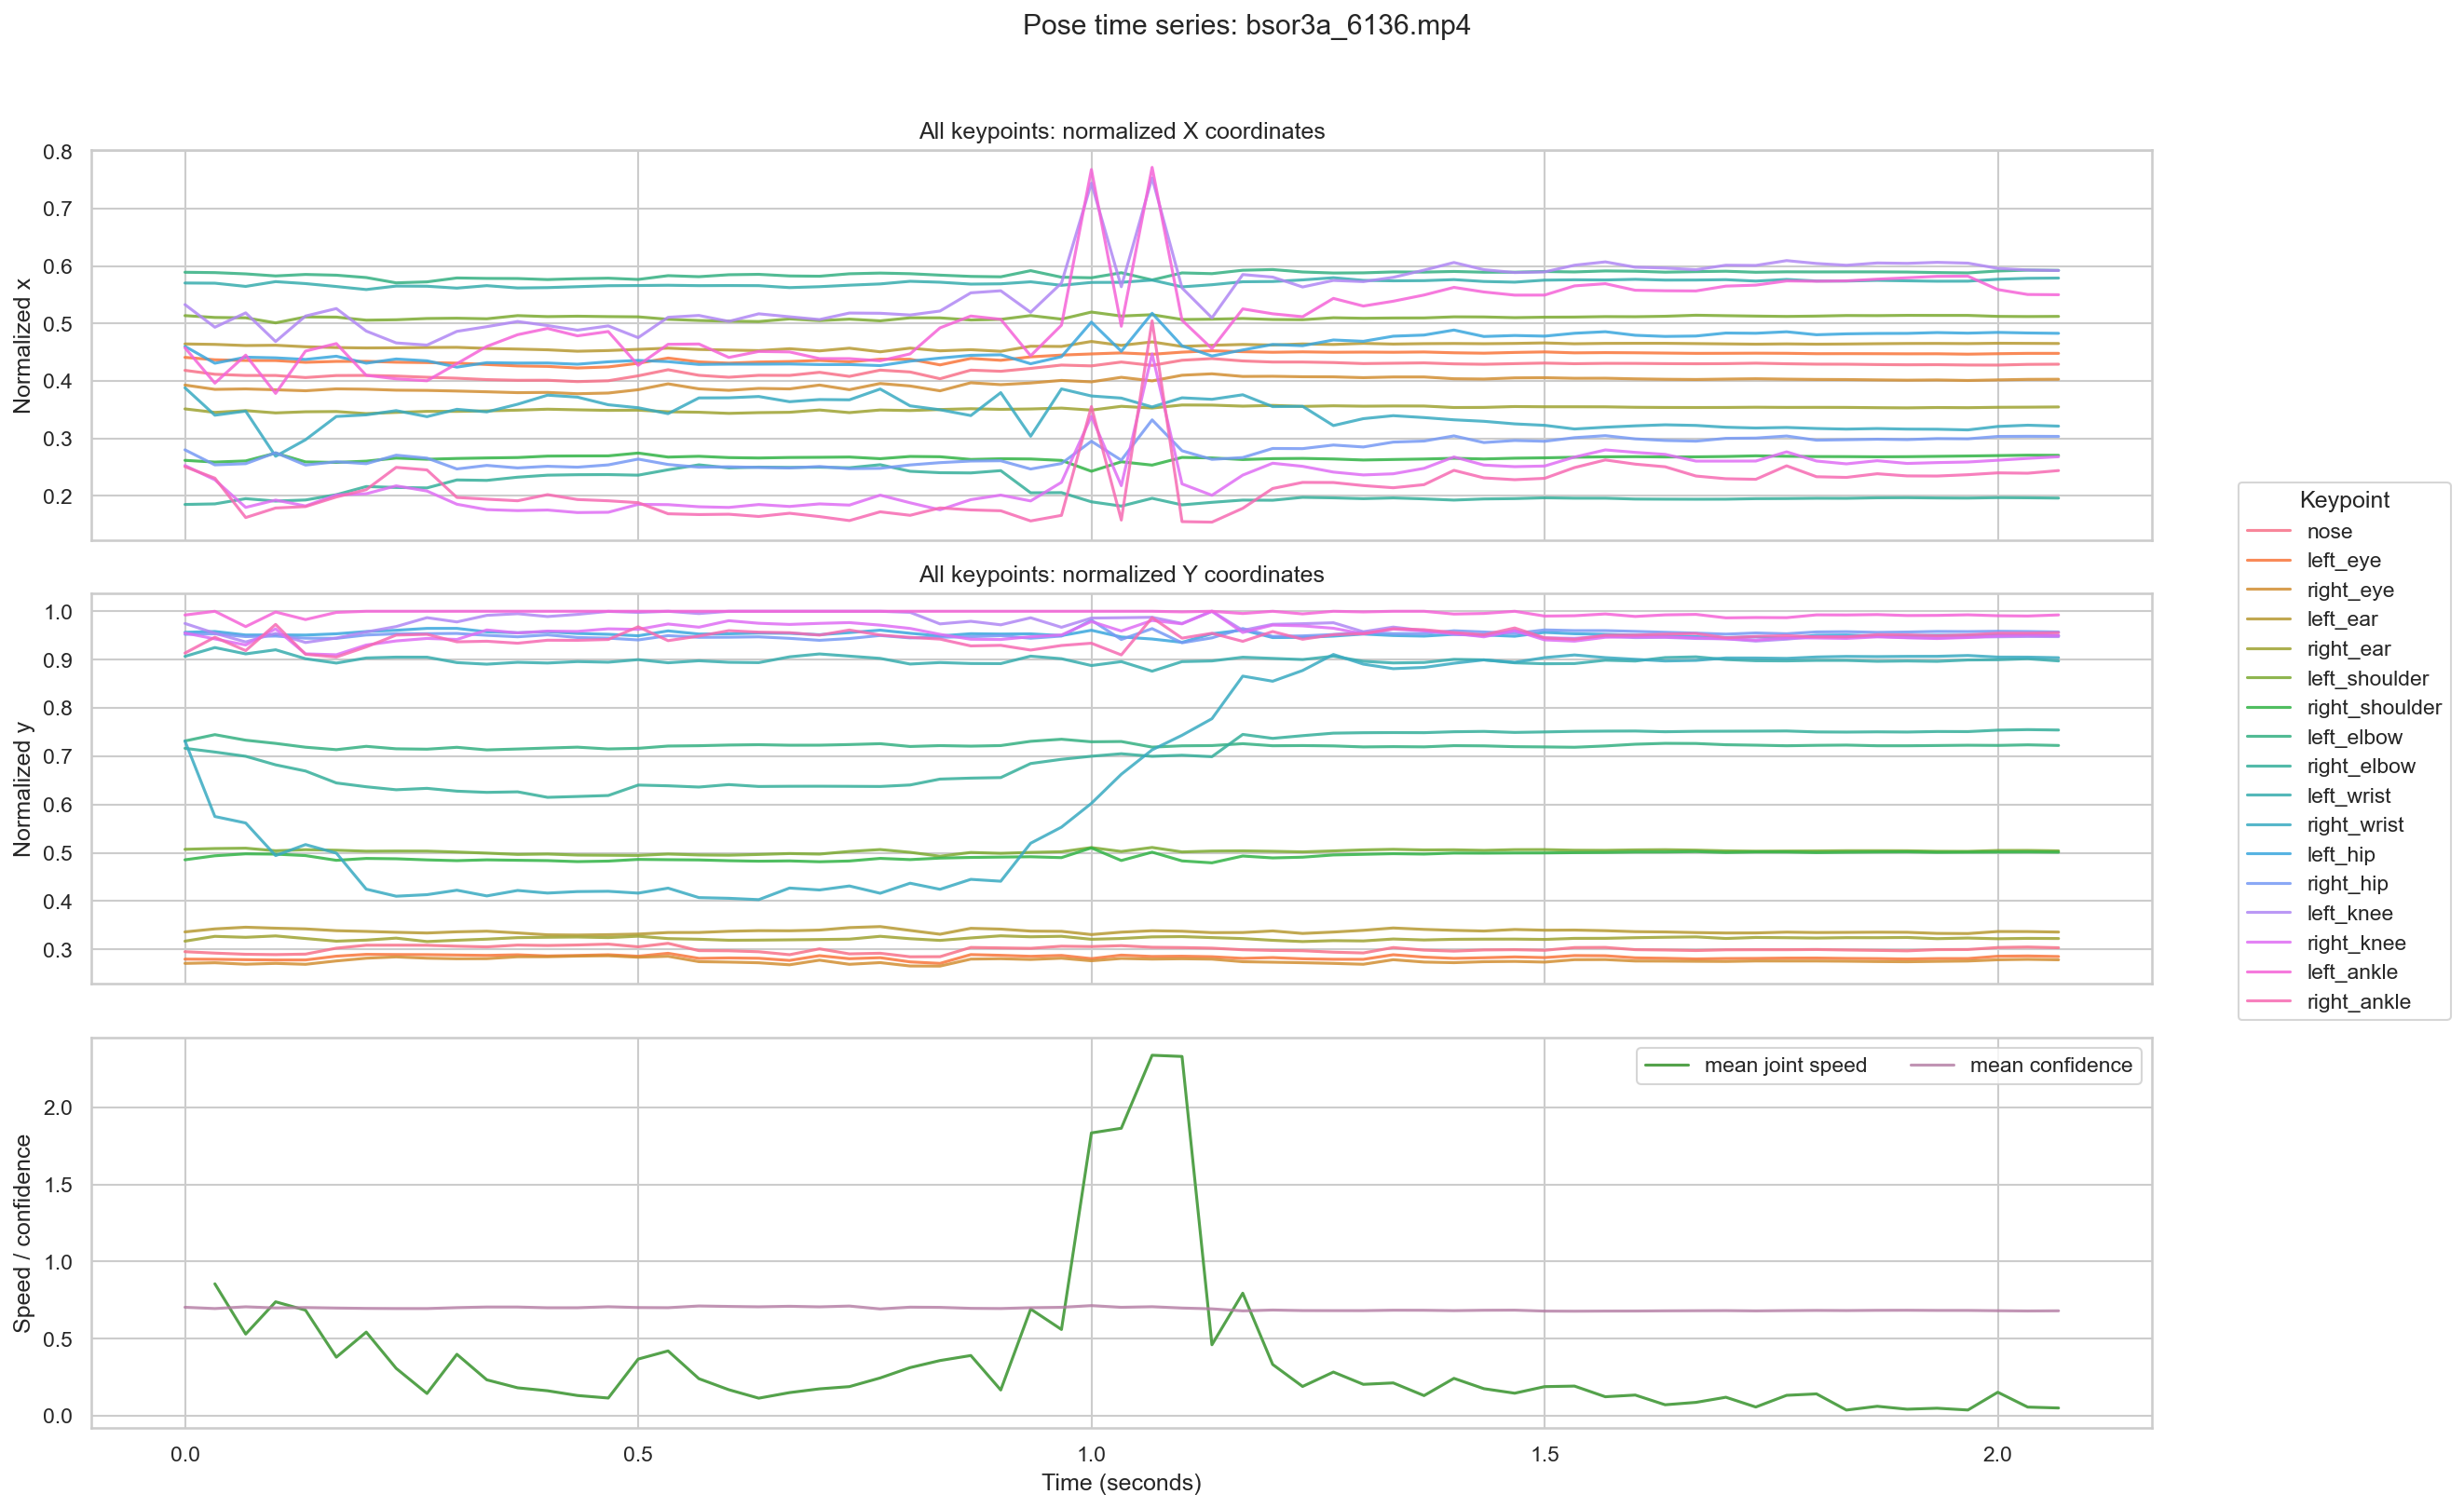 Pose time series: bsor3a_6136.mp4
All keypoints: normalized X coordinates
Normalized x
0.8
0.7
0.6
0.5
0.4
0.3
0.2
All keypoints: normalized Y coordinates
Normalized y
1.0
0.9
0.8
0.7
0.6
0.5
0.4
0.3
Keypoint
nose
left_eye
right_eye
left_ear
right_ear
left_shoulder
right_shoulder
left_elbow
right_elbow
left_wrist
right_wrist
left_hip
right_hip
left_knee
right_knee
left_ankle
right_ankle
mean joint speed mean confidence
Speed / confidence
2.0
1.5
1.0
0.5
0.0
0.0 0.5 1.0 1.5 2.0
Time (seconds)